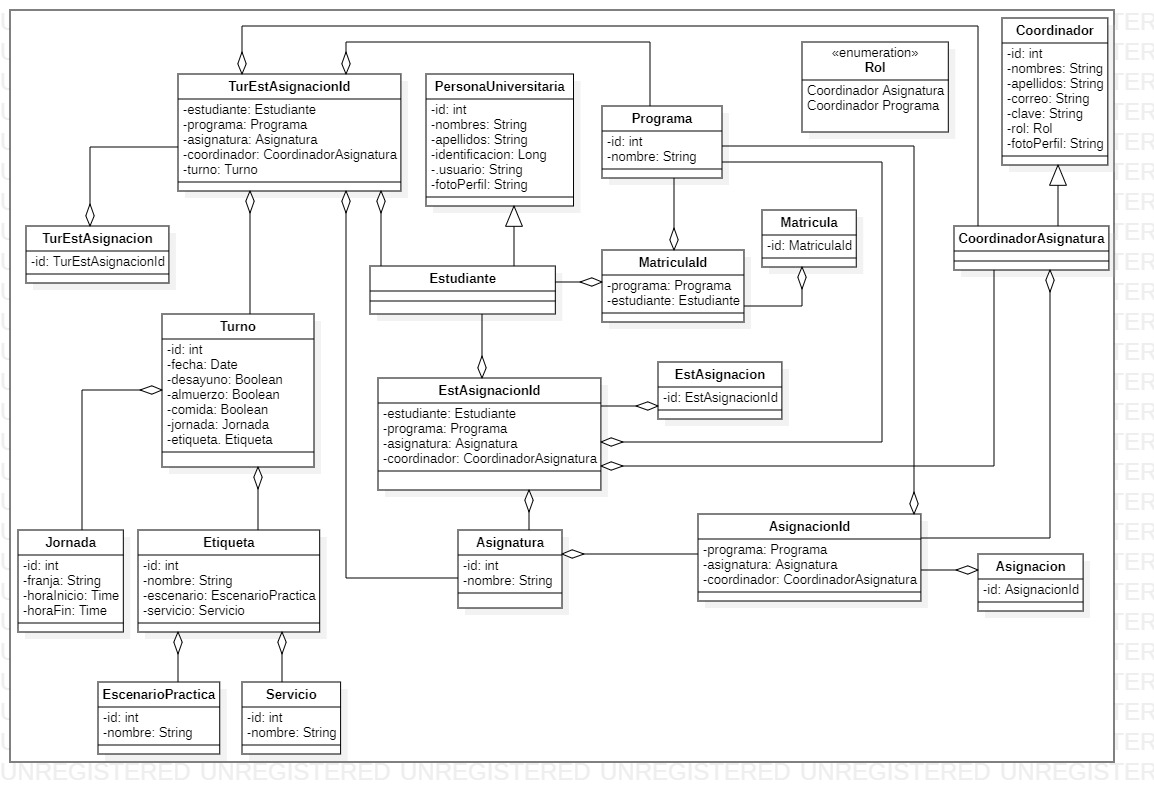 TurEstAsignacionId
-estudiante: Estudiante
-programa: Programa
-asignatura: Asignatura
-coordinador: CoordinadorAsignatura
-turno: Turno
PersonaUniversitaria
-id: int
-nombres: String
-apellidos: String
-identificacion: Long
-.usuario: String
-fotoPerfil: String
Programa
-id: int
-nombre: String
«enumeration»
Rol
Coordinador Asignatura
Coordinador Programa
Coordinador
-id: int
-nombres: String
-apellidos: String
-correo: String
-clave: String
-rol: Rol
-fotoPerfil: String
TurEstAsignacion
-id: TurEstAsignacionId
Estudiante
MatriculaId
-programa: Programa
-estudiante: Estudiante
Matricula
-id: MatriculaId
CoordinadorAsignatura
Turno
-id: int
-fecha: Date
-desayuno: Boolean
-almuerzo: Boolean
-comida: Boolean
-jornada: Jornada
-etiqueta. Etiqueta
EstAsignacionId
-estudiante: Estudiante
-programa: Programa
-asignatura: Asignatura
-coordinador: CoordinadorAsignatura
EstAsignacion
-id: EstAsignacionId
Jornada
-id: int
-franja: String
-horaInicio: Time
-horaFin: Time
Etiqueta
-id: int
-nombre: String
-escenario: EscenarioPractica
-servicio: Servicio
Asignatura
-id: int
-nombre: String
AsignacionId
-programa: Programa
-asignatura: Asignatura
-coordinador: CoordinadorAsignatura
Asignacion
-id: AsignacionId
EscenarioPractica
-id: int
-nombre: String
Servicio
-id: int
-nombre: String
UNREGISTERED UNREGISTERED UNREGISTERED UNREGISTERED UNREGISTERED UNREGISTER